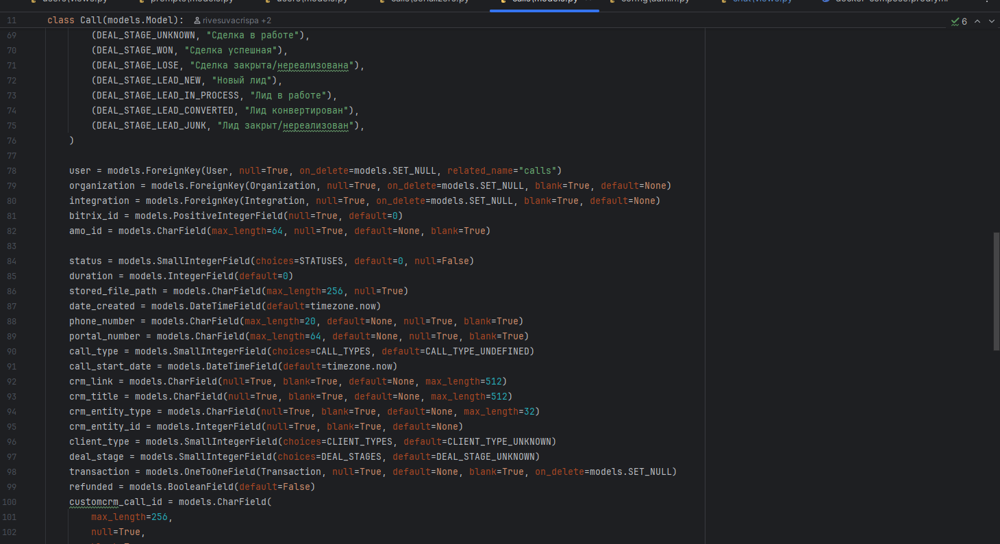 users\views.py prompts\models.py users\models.py calls\serializers.py calls\models.py config\admin.py chat\views.py docker-compose.prod.yml
11 class Call(models.Model): rivesuvacrispa +2
6
69 (DEAL_STAGE_UNKNOWN, "Сделка в работе"),
70 (DEAL_STAGE_WON, "Сделка успешная"),
71 (DEAL_STAGE_LOSE, "Сделка закрыта/нереализована"),
72 (DEAL_STAGE_LEAD_NEW, "Новый лид"),
73 (DEAL_STAGE_LEAD_IN_PROCESS, "Лид в работе"),
74 (DEAL_STAGE_LEAD_CONVERTED, "Лид конвертирован"),
75 (DEAL_STAGE_LEAD_JUNK, "Лид закрыт/нереализован"),
76 )
77
78 user = models.ForeignKey(User, null=True, on_delete=models.SET_NULL, related_name="calls")
79 organization = models.ForeignKey(Organization, null=True, on_delete=models.SET_NULL, blank=True, default=None)
80 integration = models.ForeignKey(Integration, null=True, on_delete=models.SET_NULL, blank=True, default=None)
81 bitrix_id = models.PositiveIntegerField(null=True, default=0)
82 amo_id = models.CharField(max_length=64, null=True, default=None, blank=True)
83
84 status = models.SmallIntegerField(choices=STATUSES, default=0, null=False)
85 duration = models.IntegerField(default=0)
86 stored_file_path = models.CharField(max_length=256, null=True)
87 date_created = models.DateTimeField(default=timezone.now)
88 phone_number = models.CharField(max_length=20, default=None, null=True, blank=True)
89 portal_number = models.CharField(max_length=64, default=None, null=True, blank=True)
90 call_type = models.SmallIntegerField(choices=CALL_TYPES, default=CALL_TYPE_UNDEFINED)
91 call_start_date = models.DateTimeField(default=timezone.now)
92 crm_link = models.CharField(null=True, blank=True, default=None, max_length=512)
93 crm_title = models.CharField(null=True, blank=True, default=None, max_length=512)
94 crm_entity_type = models.CharField(null=True, blank=True, default=None, max_length=32)
95 crm_entity_id = models.IntegerField(null=True, blank=True, default=None)
96 client_type = models.SmallIntegerField(choices=CLIENT_TYPES, default=CLIENT_TYPE_UNKNOWN)
97 deal_stage = models.SmallIntegerField(choices=DEAL_STAGES, default=DEAL_STAGE_UNKNOWN)
98 transaction = models.OneToOneField(Transaction, null=True, default=None, blank=True, on_delete=models.SET_NULL)
99 refunded = models.BooleanField(default=False)
100 customcrm_call_id = models.CharField(
101 max_length=256,
102 null=True,